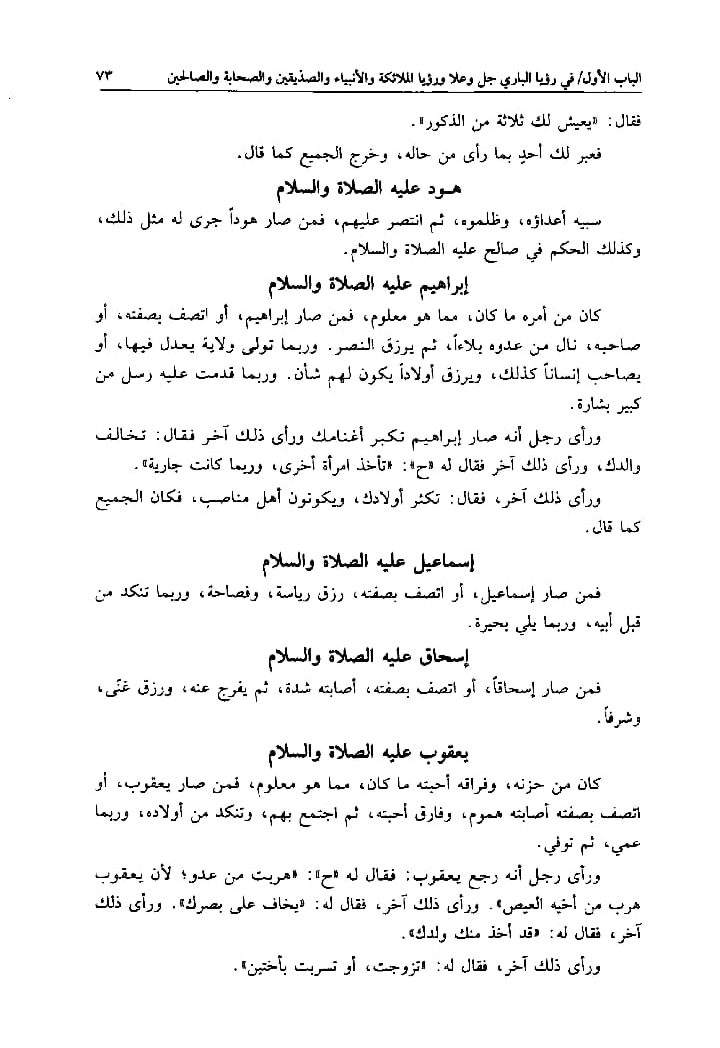 الباب الأول/ في رؤيا الباري جل وعلا ورؤيا الملائكة والأنبياء والصديقين والصحابة والصالحين ٧٣
فقال: «يعيش لك ثلاثة من الذكور».
فعبر لك أحدٍ بما رأى من حاله، وخرج الجميع كما قال.
هـود عليه الصلاة والسلام
سبيه أعداؤه، وظلموه، ثم انتصر عليهم، فمن صار هوداً جرى له مثل ذلك،
وكذلك الحكم في صالح عليه الصلاة والسلام.
إبراهيم عليه الصلاة والسلام
كان من أمره ما كان، مما هو معلوم، فمن صار إبراهيم، أو اتصف بصفته، أو
صاحبه، نال من عدوه بلاءاً، ثم يرزق النصر. وربما تولى ولاية يعدل فيها، أو
يصاحب إنساناً كذلك، ويرزق أولاداً يكون لهم شأن. وربما قدمت عليه رسل من
كبير بشارة.
ورأى رجل أنه صار إبراهيم تكبر أغنامك ورأى ذلك آخر فقال: تخالف
والدك، ورأى ذلك آخر فقال له «ح»: «تأخذ امرأة أخرى، وربما كانت جارية».
ورأى ذلك آخر، فقال: تكثر أولادك، ويكونون أهل مناصب، فكان الجميع
كما قال.
إسماعيل عليه الصلاة والسلام
فمن صار إسماعيل، أو اتصف بصفته، رزق رياسة، وفصاحة، وربما تنكد من
قبل أبيه، وربما يلي بحيرة.
إسحاق عليه الصلاة والسلام
فمن صار إسحاقاً، أو اتصف بصفته، أصابته شدة، ثم يفرج عنه، ورزق غنًى،
وشرفاً.
يعقوب عليه الصلاة والسلام
كان من حزنه، وفراقه أحبته ما كان، مما هو معلوم، فمن صار يعقوب، أو
اتصف بصفته أصابته هموم، وفارق أحبته، ثم اجتمع بهم، وتنكد من أولاده، وربما
عمي، ثم توفي.
ورأى رجل أنه رجع يعقوب: فقال له «ح»: «هربت من عدو؛ لأن يعقوب
هرب من أخيه العيص». ورأى ذلك آخر، فقال له: «يخاف على بصرك». ورأى ذلك
آخر، فقال له: «قد أخذ منك ولدك».
ورأى ذلك آخر، فقال له: «تزوجت، أو تسربت بأختين».